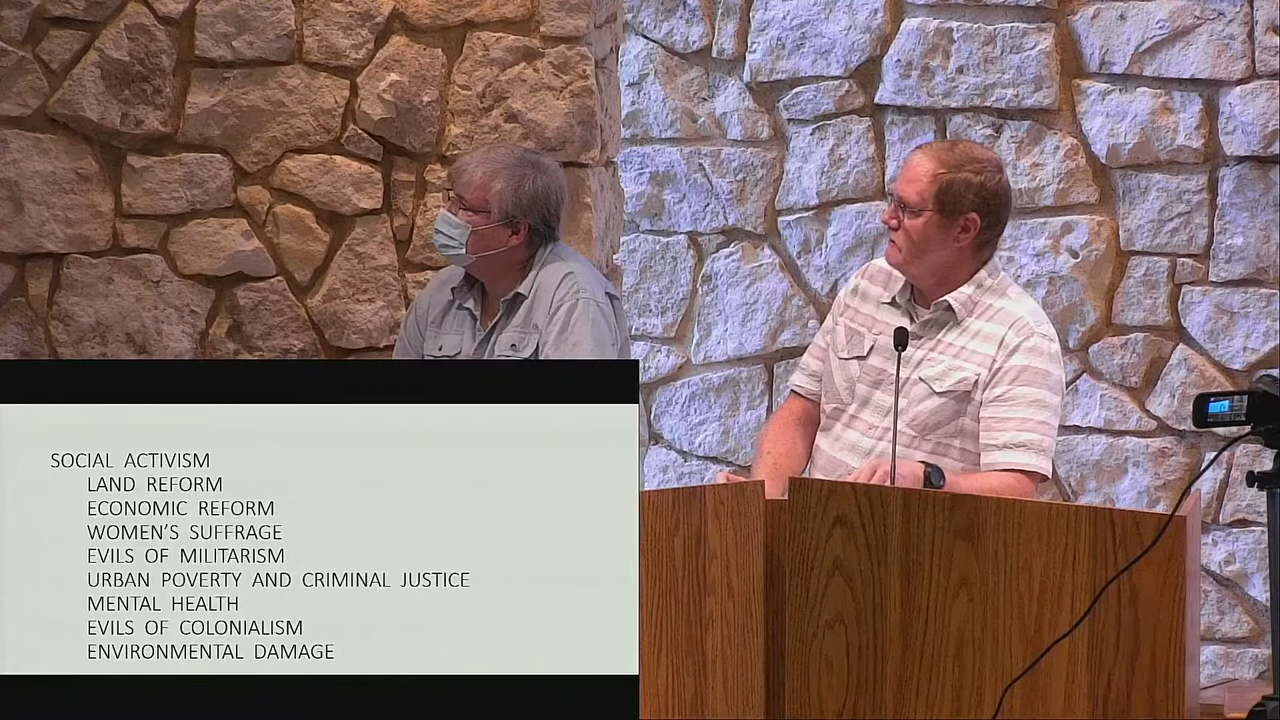 SOCIAL ACTIVISM
LAND REFORM
ECONOMIC REFORM
WOMEN'S SUFFRAGE
EVILS OF MILITARISM
URBAN POVERTY AND CRIMINAL JUSTICE
MENTAL HEALTH
EVILS OF COLONIALISM
ENVIRONMENTAL DAMAGE